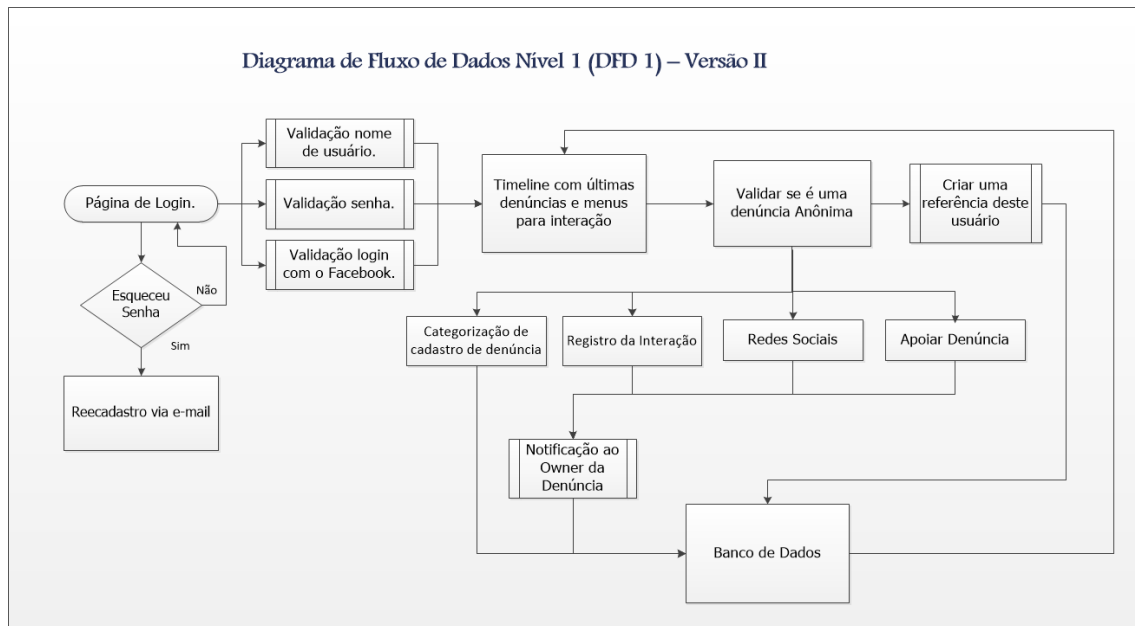 Diagrama de Fluxo de Dados Nível 1 (DFD 1) – Versão II
Página de Login.
Esqueceu
Senha
Não
Sim
Reecadastro via e-mail
Validação nome
de usuário.
Validação senha.
Validação login
com o Facebook.
Timeline com últimas
denúncias e menus
para interação
Validar se é uma
denúncia Anônima
Criar uma
referência deste
usuário
Categorização de
cadastro de denúncia
Registro da Interação
Redes Sociais
Apoiar Denúncia
Notificação ao
Owner da
Denúncia
Banco de Dados